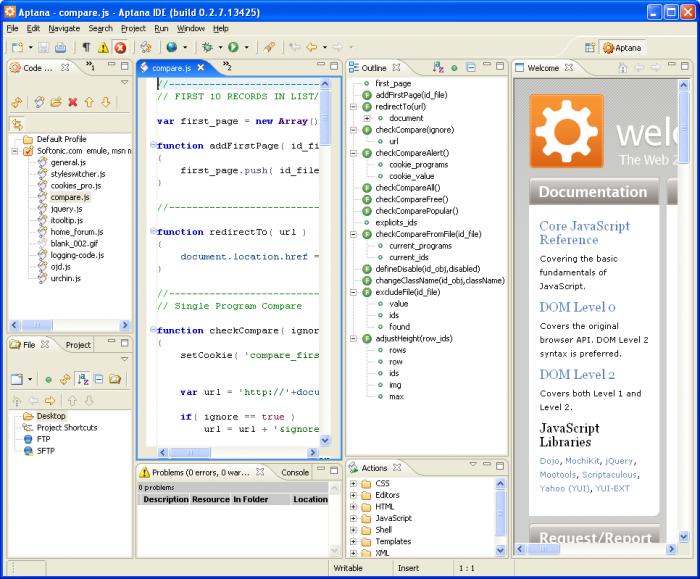 Aptana - compare.js - Aptana IDE (build 0.2.7.13425)
File Edit Navigate Search Project Run Window Help
Aptana
Code ...
»1
Default Profile
Softonic.com emule, msn n
general.js
styleswitcher.js
cookies_pro.js
compare.js
jquery.js
itooltip.js
home_forum.js
blank_002.gif
logging-code.js
ojd.js
urchin.js
File
Project
Desktop
Project Shortcuts
FTP
SFTP
compare.js
»2
//------------------------
// FIRST 10 RECORDS IN LIST/
var first_page = new Array()
function addFirstPage( id_fi
{
first_page.push( id_file
}
//------------------------
function redirectTo( url )
{
document.location.href =
}
//------------------------
// Single Program Compare
function checkCompare( ignor
{
setCookie( 'compare_firs
var url = 'http://'+docu
if( ignore == true )
url = url + '&ignore
Problems (0 errors, 0 war...
Console
0 problems
Description Resource In Folder Location
Outline
first_page
addFirstPage(id_file)
redirectTo(url)
document
checkCompare(ignore)
url
checkCompareAlert()
cookie_programs
cookie_value
checkCompareAll()
checkCompareFree()
checkComparePopular()
explicits_ids
checkCompareFromFile(id_file)
current_programs
current_ids
defineDisable(id_obj,disabled)
changeClassName(id_obj,className)
excludeFile(id_file)
value
ids
found
adjustHeight(row_ids)
rows
row
ids
img
max
Actions
CSS
Editors
HTML
JavaScript
Shell
Templates
XML
Welcome
welc
The Web 2
Documentation
Core JavaScript
Reference
Covering the basic
fundamentals of
JavaScript.
DOM Level 0
Covers the original
browser API. DOM Level 2
syntax is preferred.
DOM Level 2
Covers both Level 1 and
Level 2.
JavaScript
Libraries
Dojo, MochiKit, jQuery,
Mootools, Scriptaculous,
Yahoo (YUI), YUI-EXT
Request/Report
Writable
Insert
1 : 1